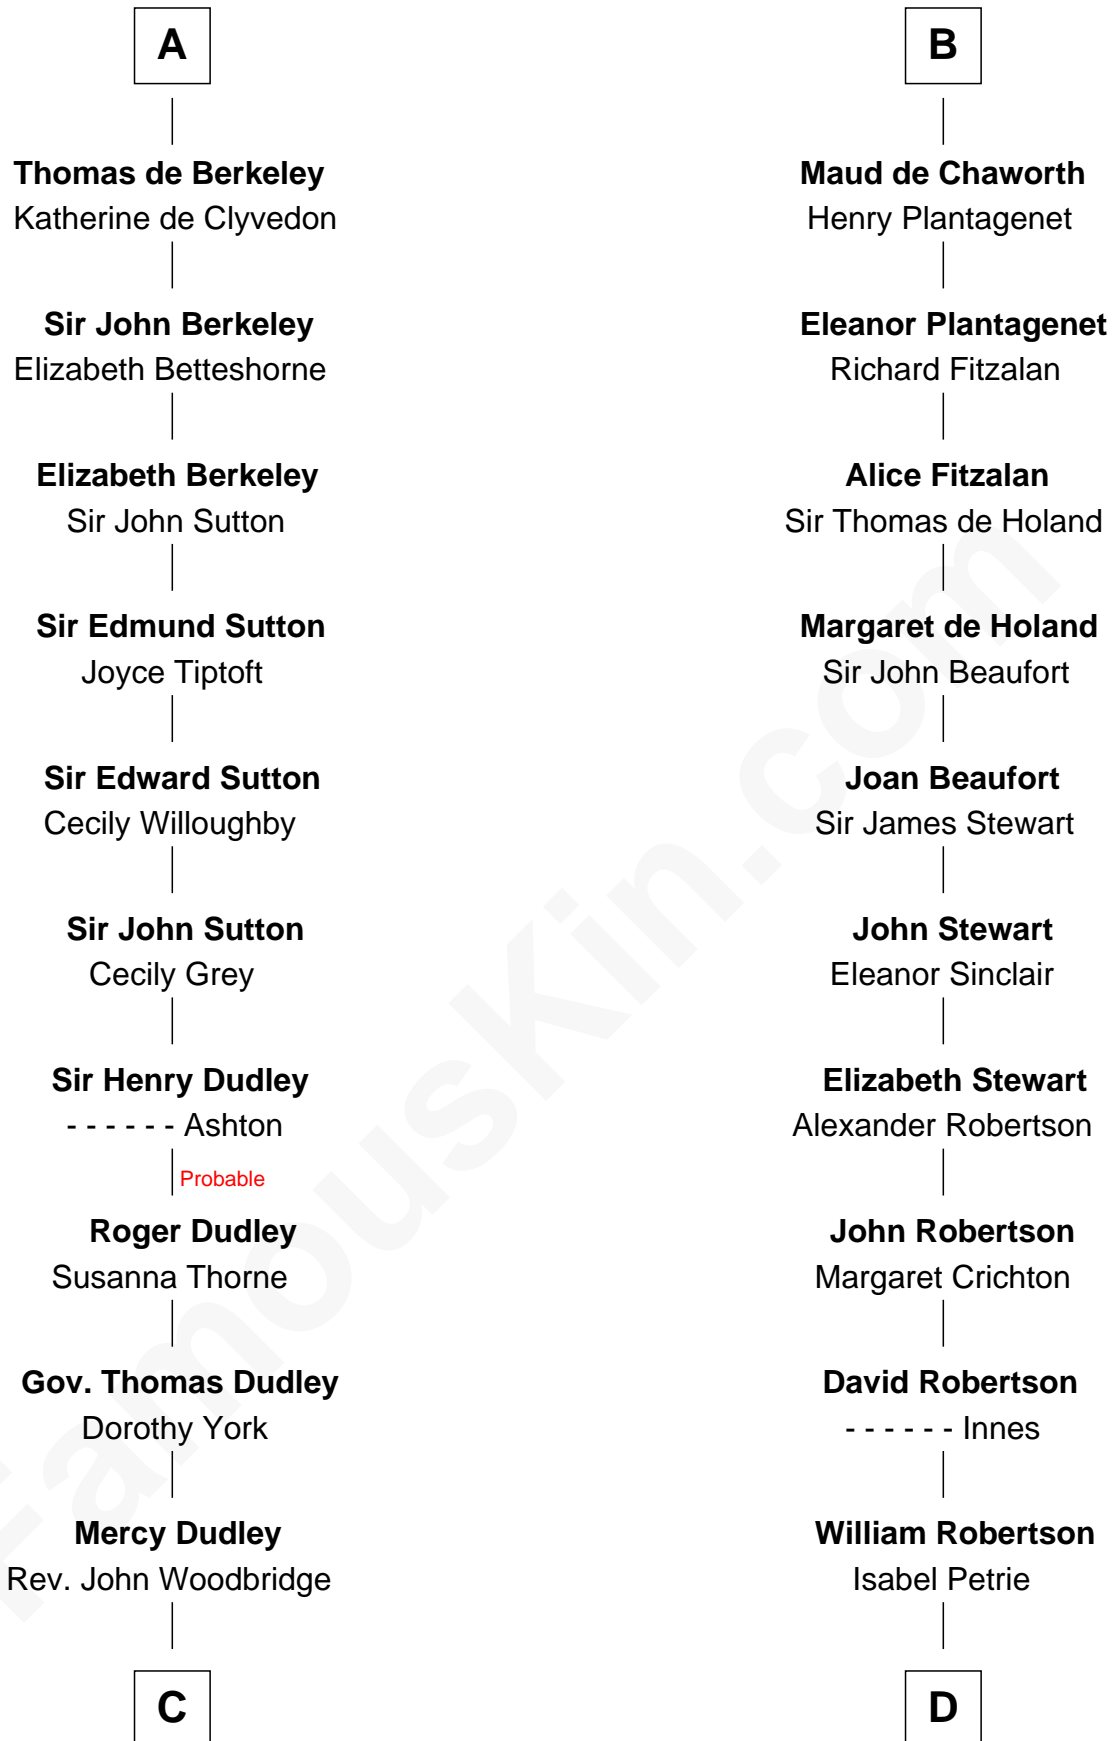 A
Thomas de Berkeley
Katherine de Clyvedon
Sir John Berkeley
Elizabeth Betteshorne
Elizabeth Berkeley
Sir John Sutton
Sir Edmund Sutton
Joyce Tiptoft
Sir Edward Sutton
Cecily Willoughby
Sir John Sutton
Cecily Grey
Sir Henry Dudley
- - - - - - Ashton
Probable
Roger Dudley
Susanna Thorne
Gov. Thomas Dudley
Dorothy York
Mercy Dudley
Rev. John Woodbridge
C
B
Maud de Chaworth
Henry Plantagenet
Eleanor Plantagenet
Richard Fitzalan
Alice Fitzalan
Sir Thomas de Holand
Margaret de Holand
Sir John Beaufort
Joan Beaufort
Sir James Stewart
John Stewart
Eleanor Sinclair
Elizabeth Stewart
Alexander Robertson
John Robertson
Margaret Crichton
David Robertson
- - - - - - Innes
William Robertson
Isabel Petrie
D
FamousKin.com